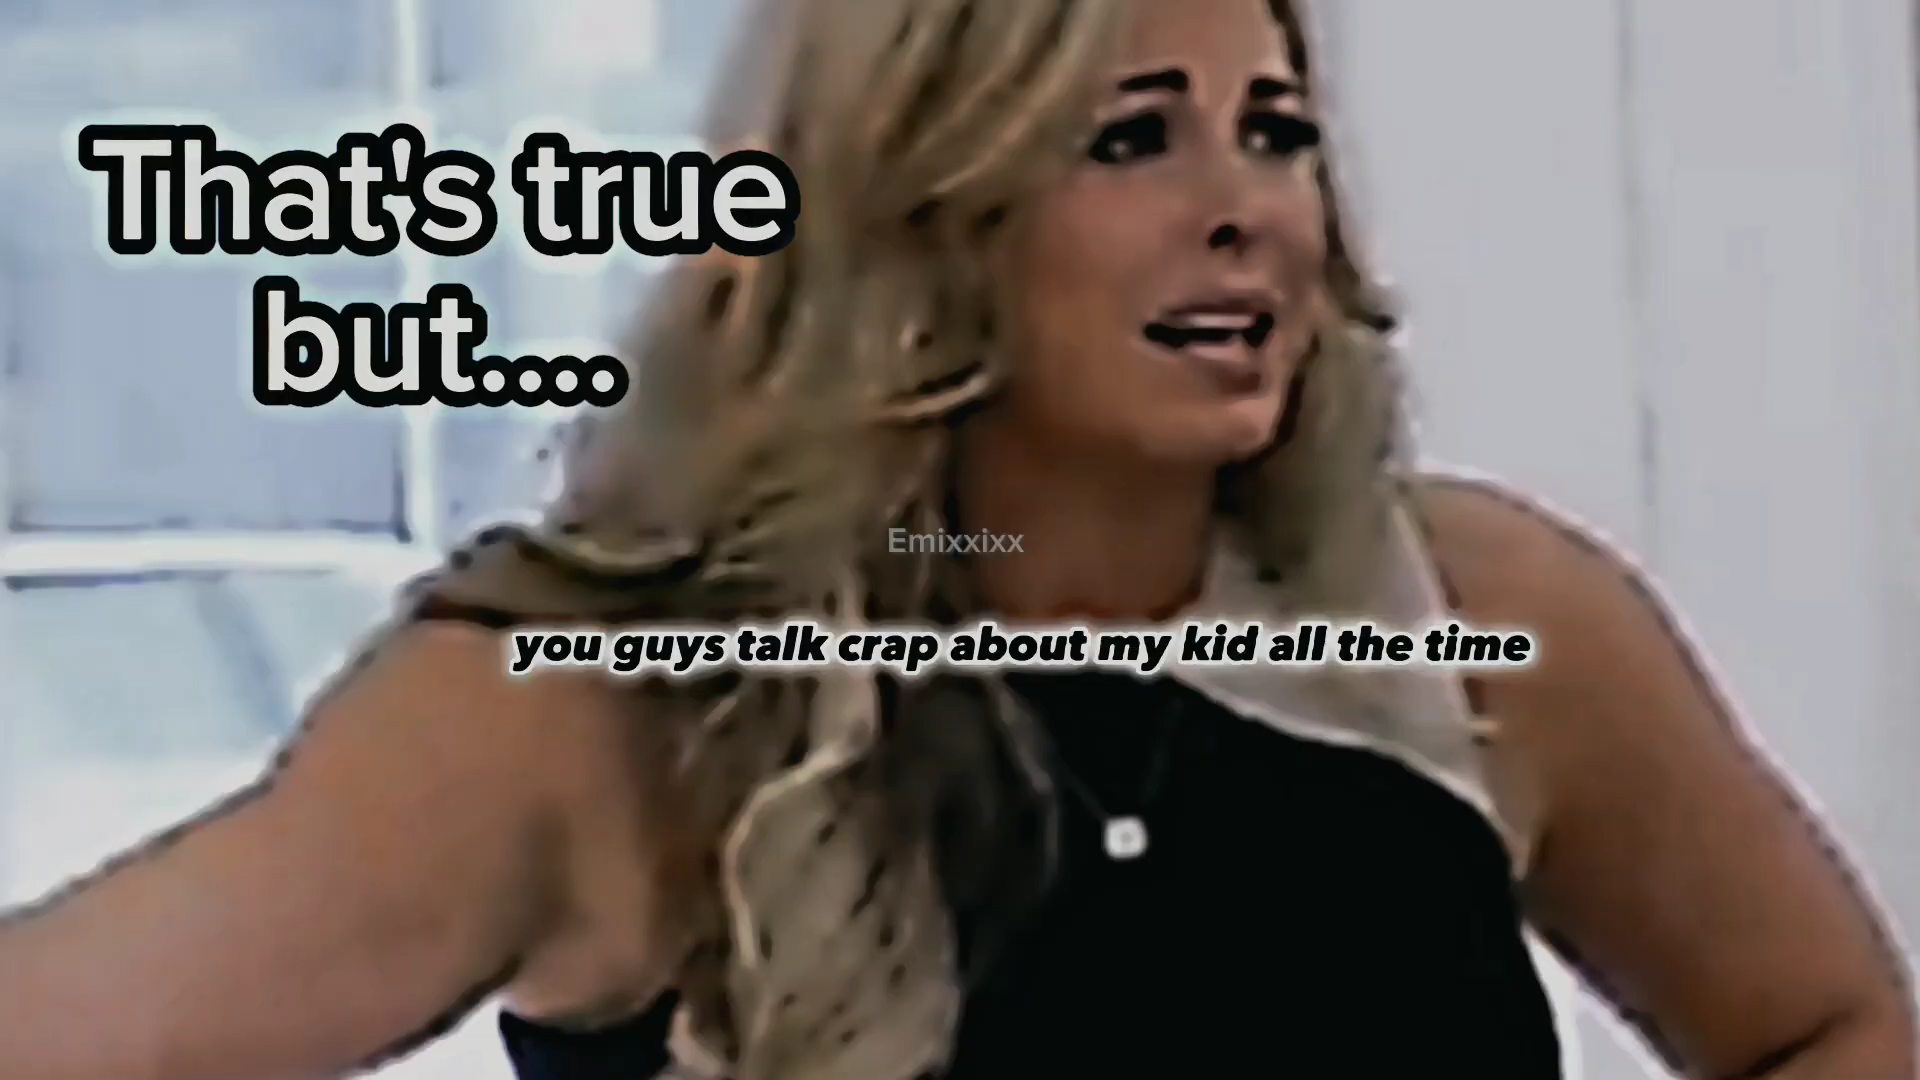 That's true
but....
Emixxixx
you guys talk crap about my kid all the time